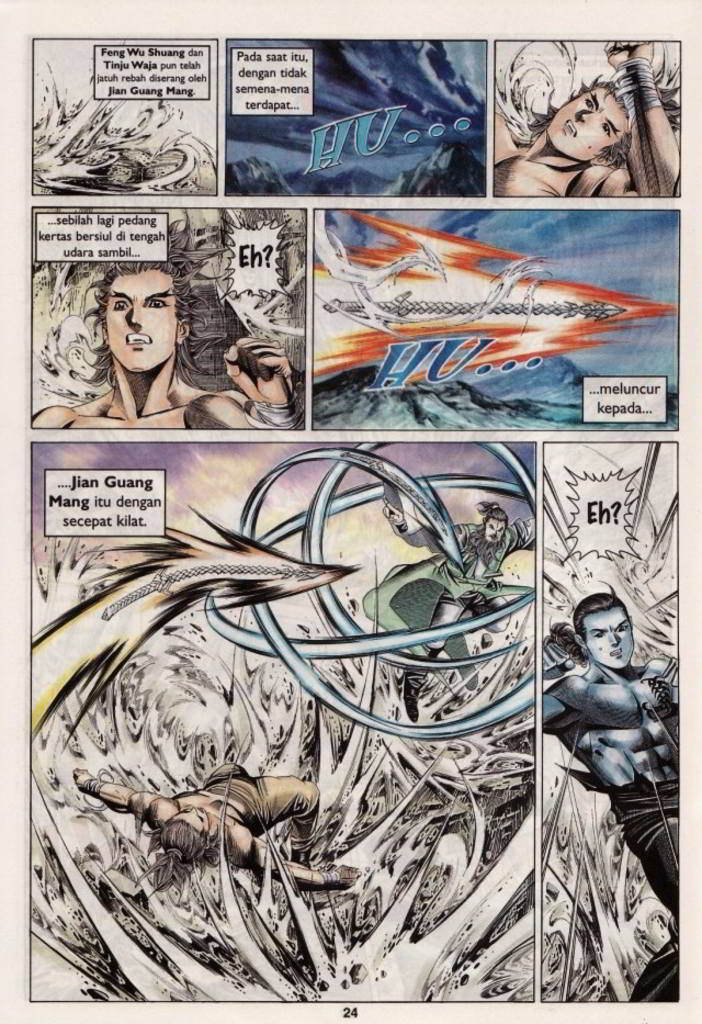 Feng Wu Shuang dan
Tinju Waja pun telah
jatuh rebah diserang oleh
Jian Guang Mang.
Pada saat itu,
dengan tidak
semena-mena
terdapat...
HU...
...sebilah lagi pedang
kertas bersiul di tengah
udara sambil...
Eh?
HU...
...meluncur
kepada...
....Jian Guang
Mang itu dengan
secepat kilat.
Eh?
24